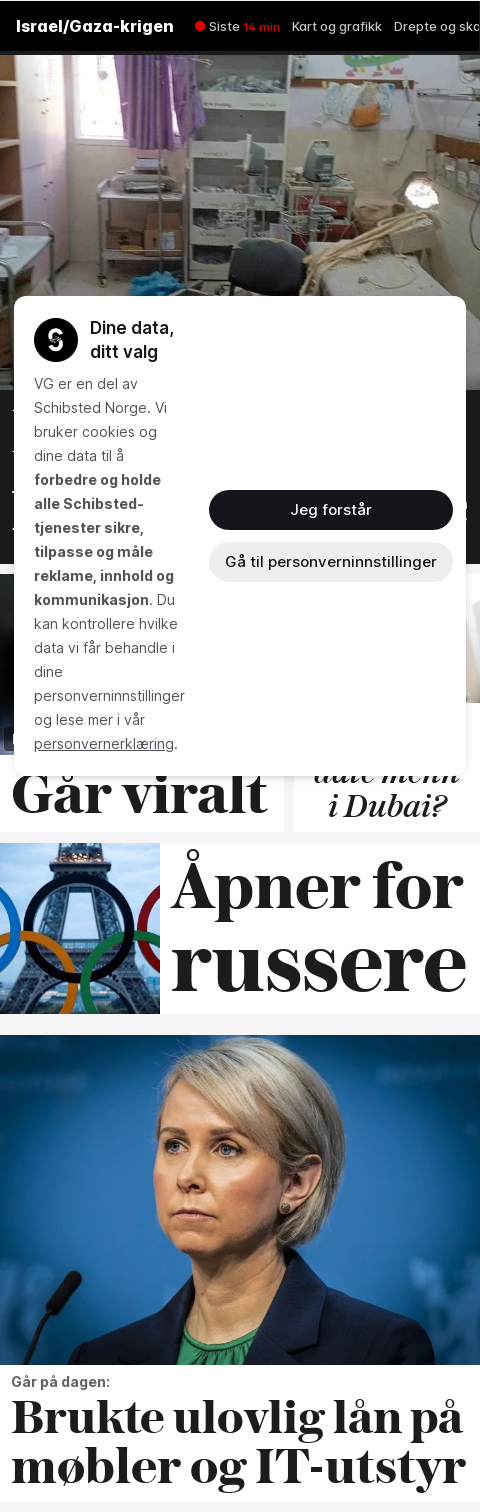 Israel/Gaza-krigen
Siste 14 min Kart og grafikk Drepte og
Dine data,
ditt valg
VG er en del av
Schibsted Norge. Vi
bruker cookies og
dine data til å
forbedre og holde
alle Schibsted-
tjenester sikre,
tilpasse og måle
reklame, innhold og
kommunikasjon. Du
kan kontrollere hvilke
data vi får behandle i
dine
personverninnstillinger
og lese mer i vår
personvernerklæring.
Jeg forstår
Gå til personverninnstillinger
Går viralt
date menn
i Dubai?
Åpner for
russere
Går på dagen:
Brukte ulovlig lån på
møbler og IT-utstyr